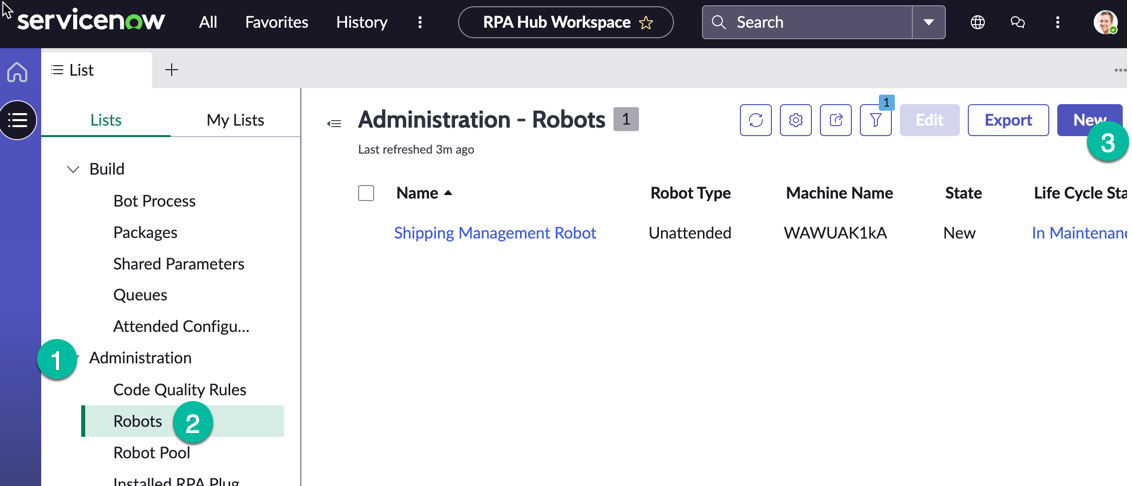 servicenow All Favorites History RPA Hub Workspace Search
List
Lists My Lists
Build
Bot Process
Packages
Shared Parameters
Queues
Attended Configu...
1 Administration
Code Quality Rules
Robots 2
Robot Pool
Installed RPA Plug
Administration - Robots 1
1
Edit Export New
3
Last refreshed 3m ago
Name Robot Type Machine Name State Life Cycle Sta
Shipping Management Robot Unattended WAWUAK1kA New In Maintenan